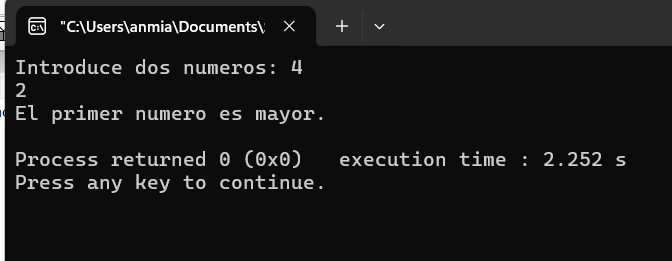 "C:\Users\anmia\Documents\
Introduce dos numeros: 4
2
El primer numero es mayor.
Process returned 0 (0x0)   execution time : 2.252 s
Press any key to continue.